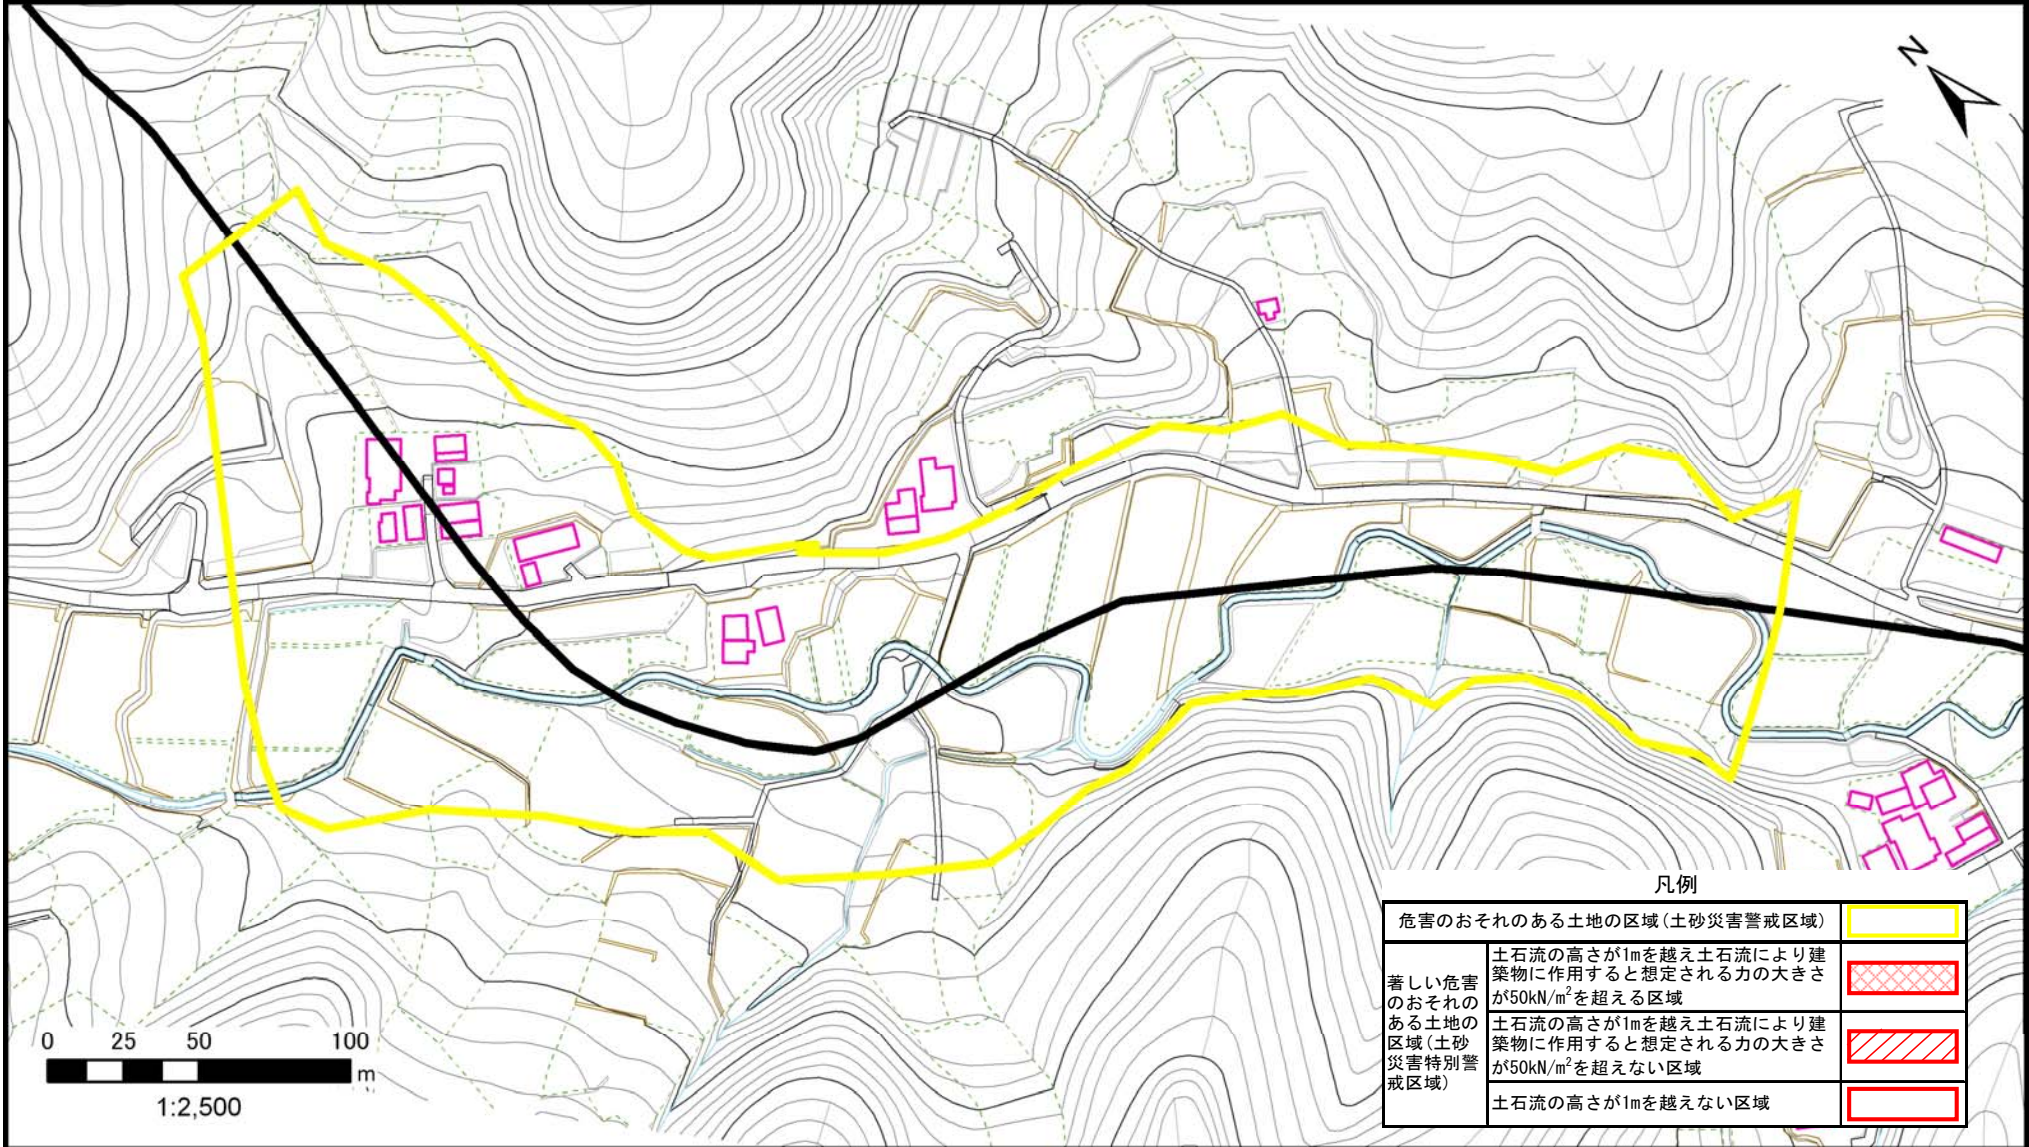 N
凡例
危害のおそれのある土地の区域(土砂災害警戒区域)
著しい危害
のおそれの
ある土地の
区域(土砂
災害特別警
戒区域)
土石流の高さが1mを越え土石流により建
築物に作用すると想定される力の大きさ
が50kN/m²を超える区域
土石流の高さが1mを越え土石流により建
築物に作用すると想定される力の大きさ
が50kN/m²を超えない区域
土石流の高さが1mを越えない区域
0 25 50 100
m
1:2,500